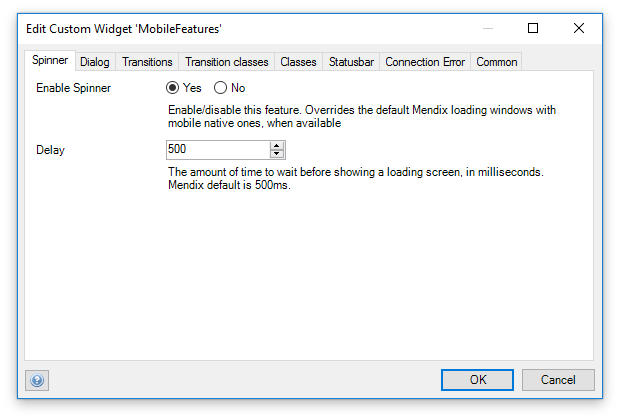 Edit Custom Widget 'MobileFeatures'
Spinner Dialog Transitions Transition classes Classes Statusbar Connection Error Common
Enable Spinner Yes No
Enable/disable this feature. Overrides the default Mendix loading windows with
mobile native ones, when available
Delay 500
The amount of time to wait before showing a loading screen, in milliseconds.
Mendix default is 500ms.
? OK Cancel